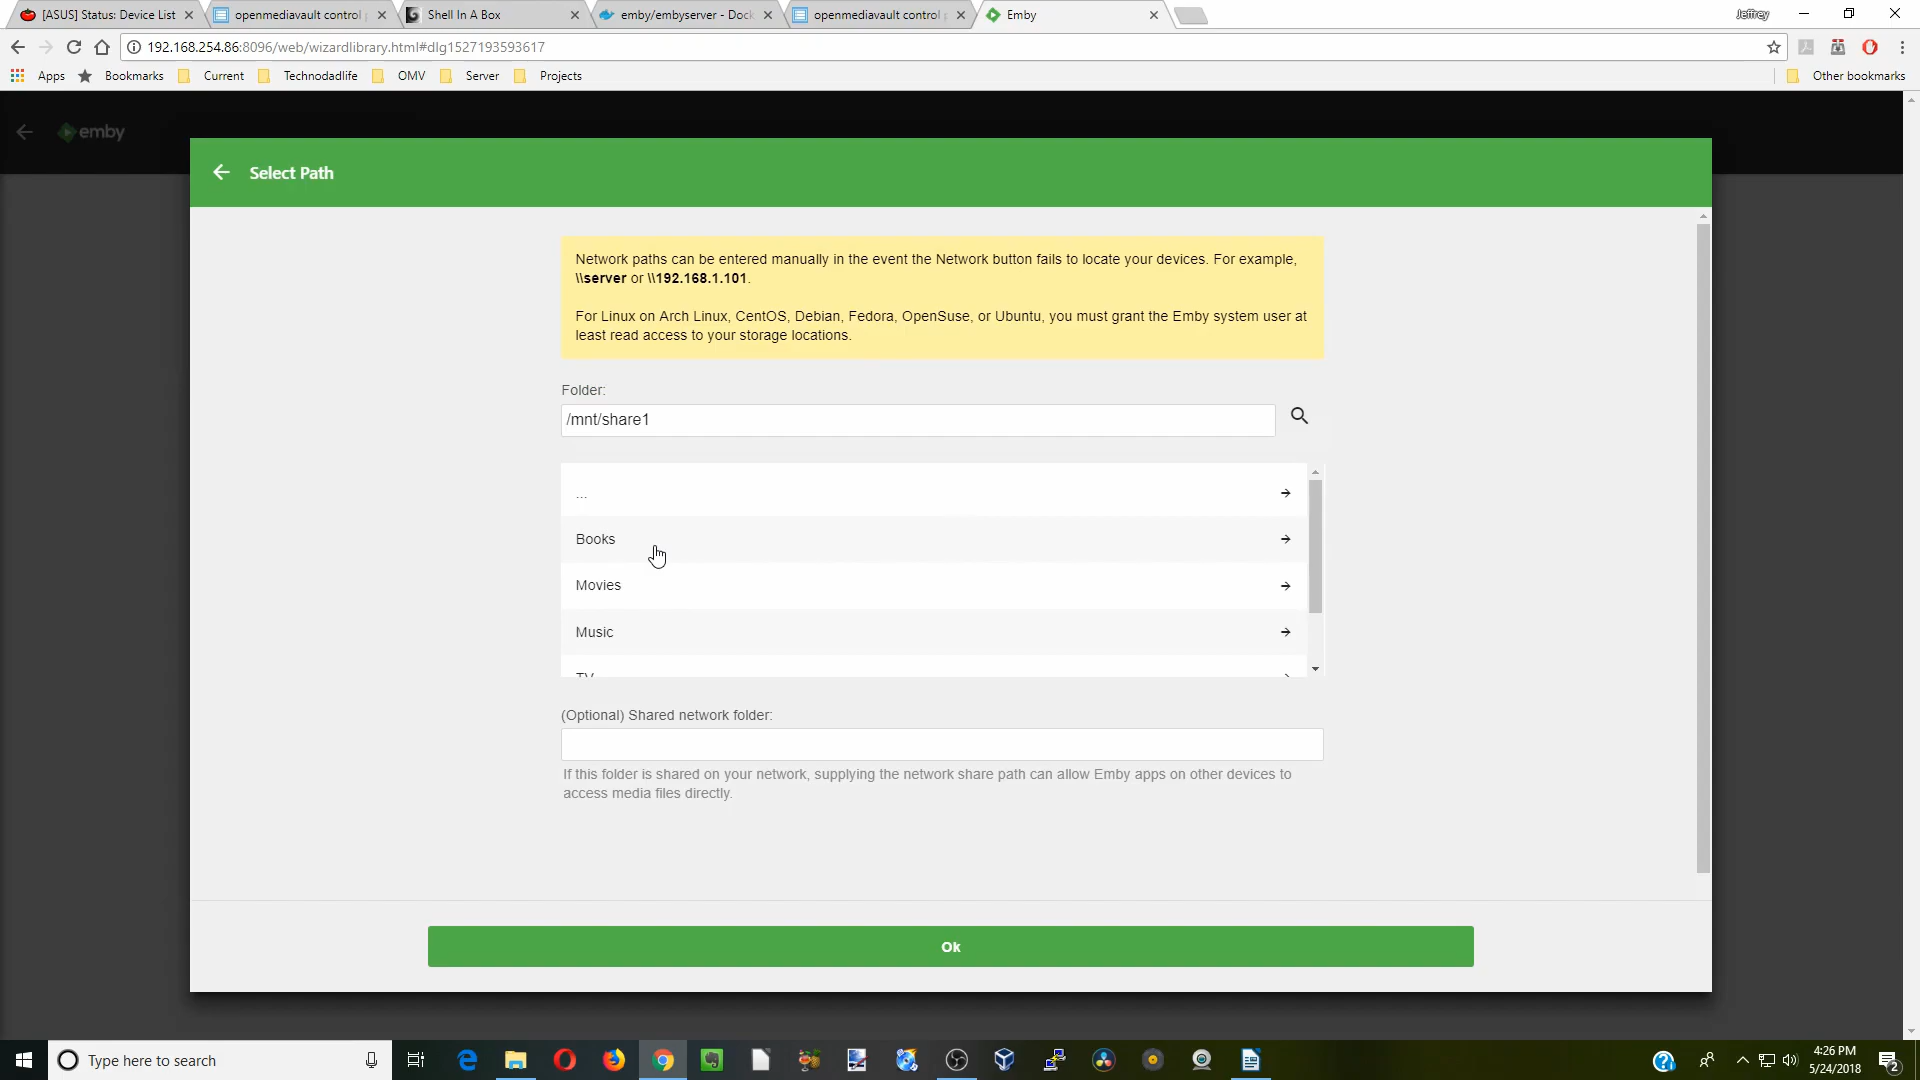 [ASUS] Status: Device List
openmediavault control p
Shell In A Box
emby/embyserver - Dock
openmediavault control p
Emby
Jeffrey
192.168.254.86:8096/web/wizardlibrary.html#dlg1527193593617
Apps
Bookmarks
Current
Technodadlife
OMV
Server
Projects
Other bookmarks
emby
Select Path
Network paths can be entered manually in the event the Network button fails to locate your devices. For example,
\\server or \\192.168.1.101.
For Linux on Arch Linux, CentOS, Debian, Fedora, OpenSuse, or Ubuntu, you must grant the Emby system user at
least read access to your storage locations.
Folder:
/mnt/share1
...
Books
Movies
Music
TV
(Optional) Shared network folder:
If this folder is shared on your network, supplying the network share path can allow Emby apps on other devices to
access media files directly.
Ok
Type here to search
4:26 PM
5/24/2018
2